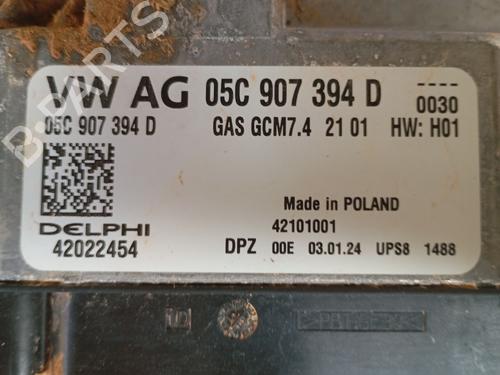 VW AG 05C 907 394 D 0030
05C 907 394 D GAS GCM7.4 21 01 HW: H01
Made in POLAND
DELPHI 42101001
42022454 DPZ 00E 03.01.24 UPS8 1488
B-PARTS